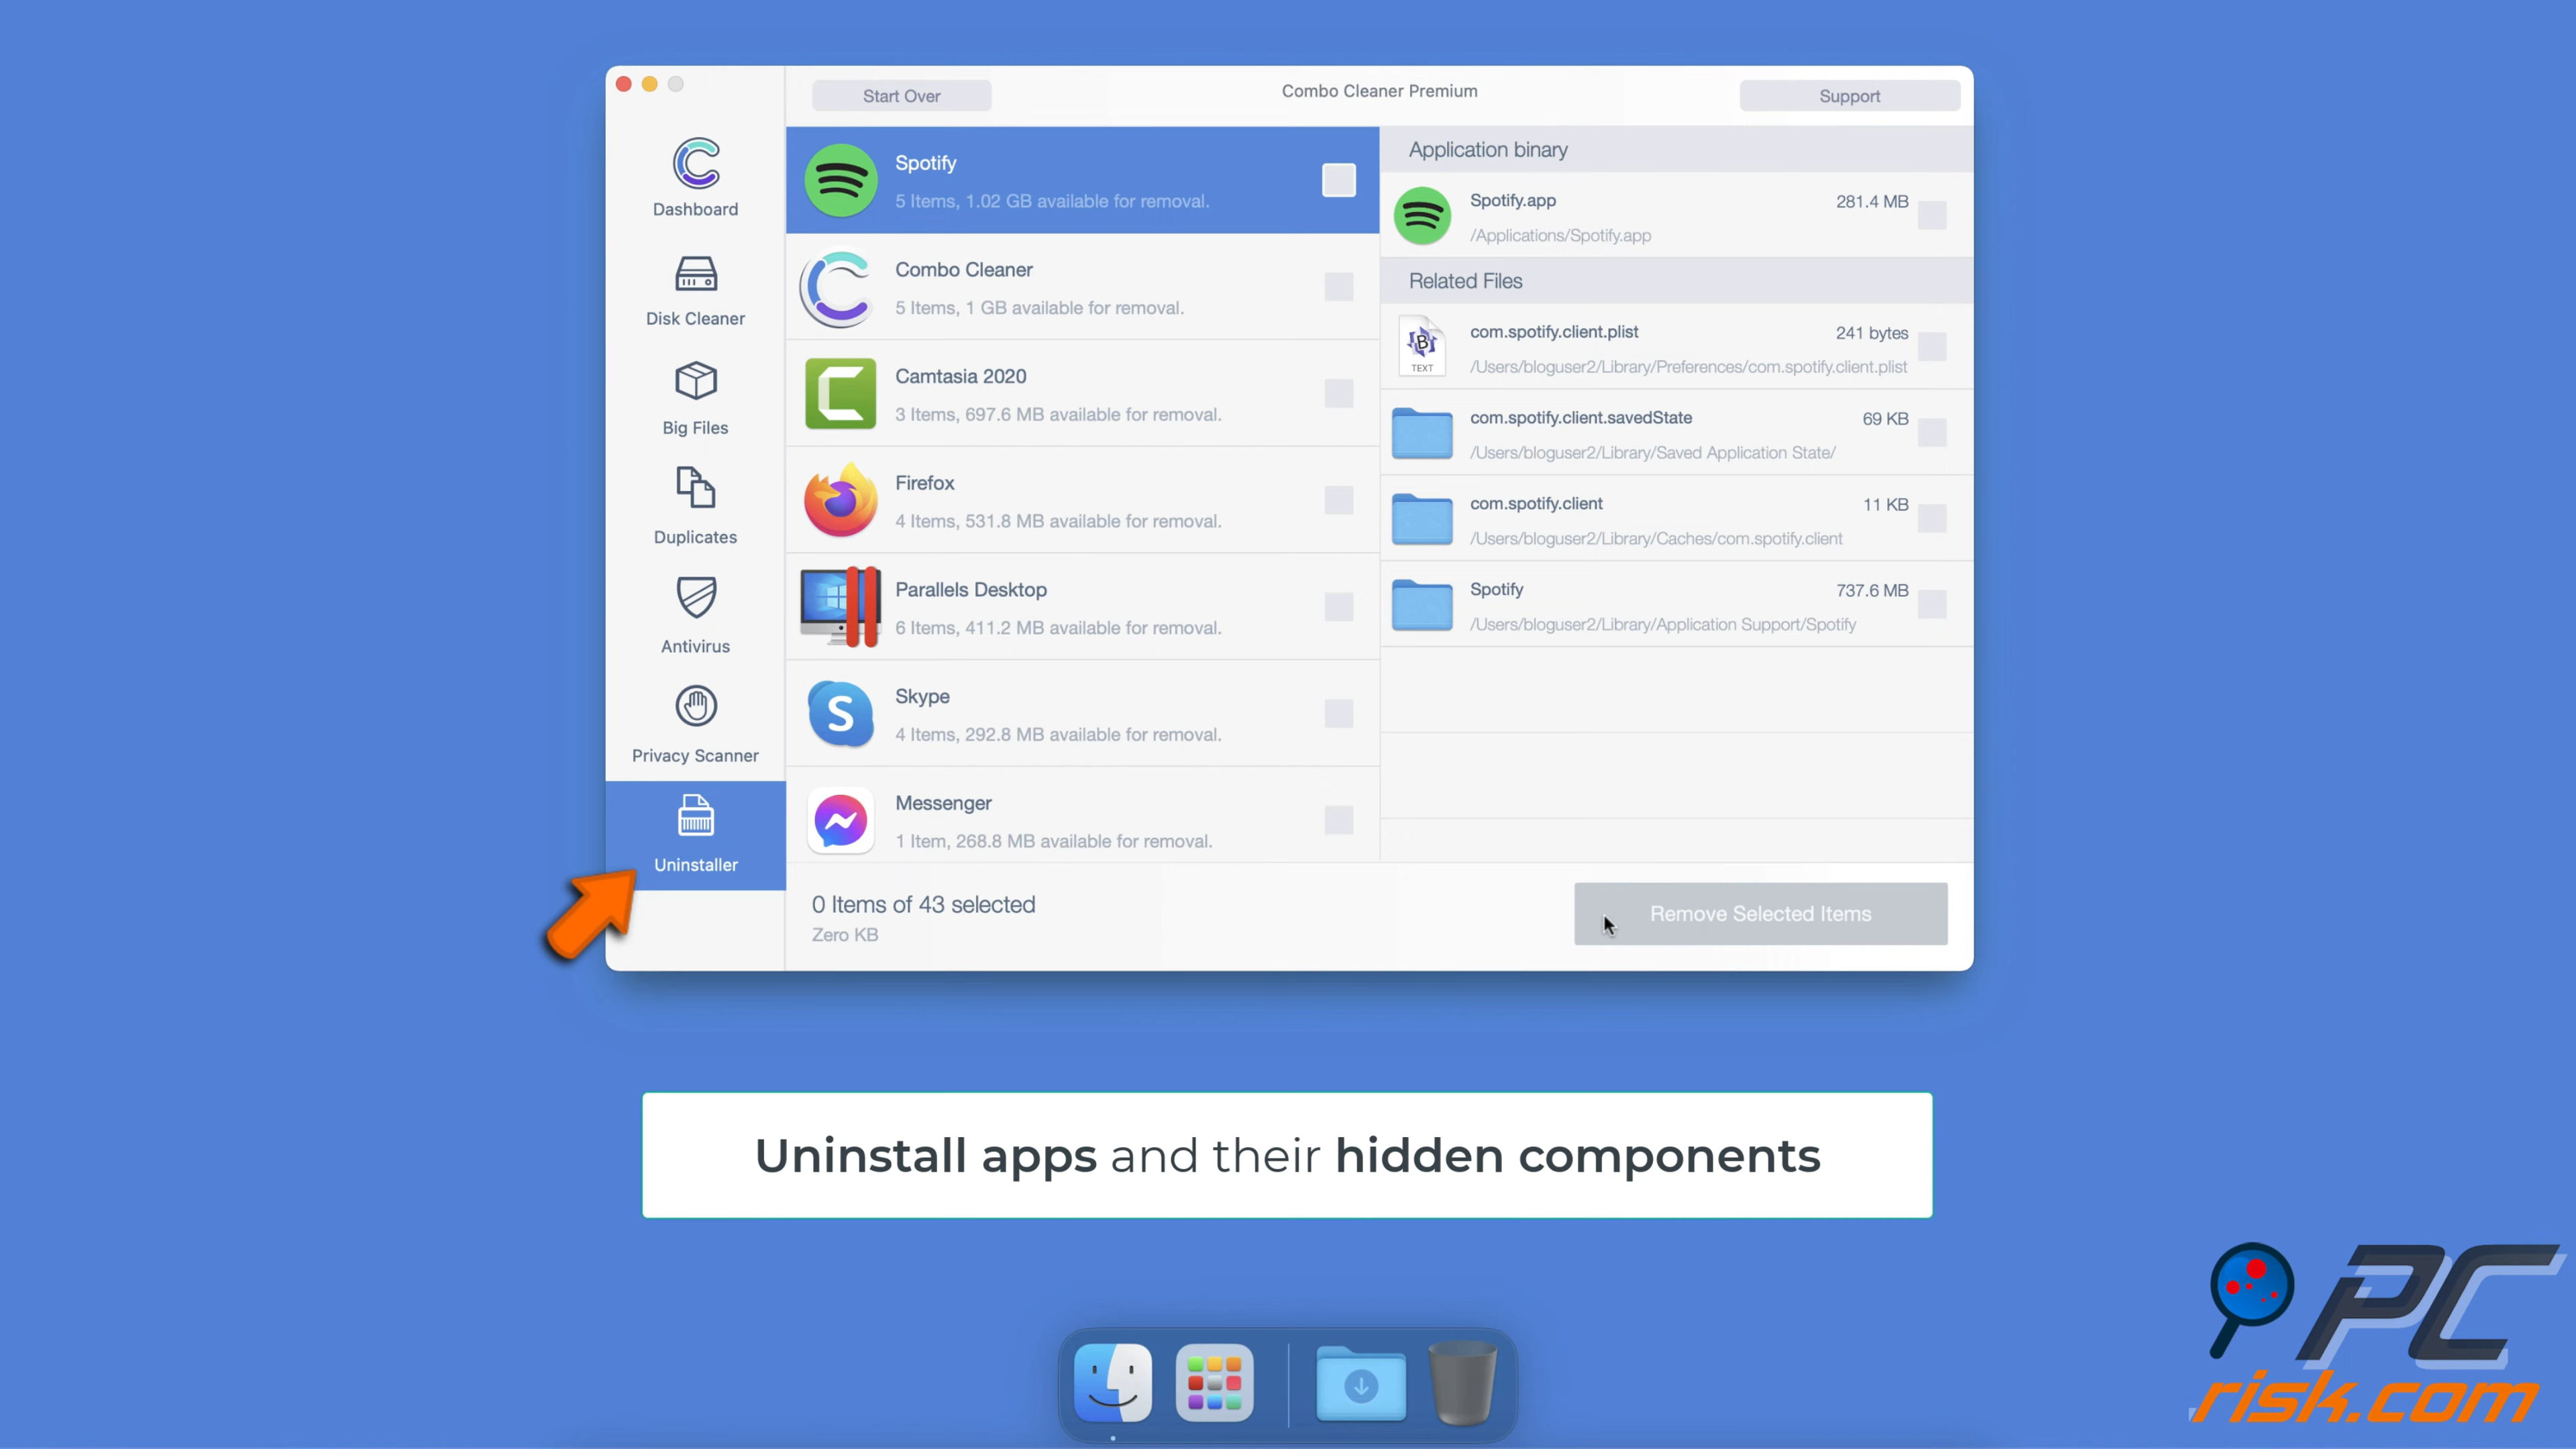 Start Over
Combo Cleaner Premium
Support
Dashboard
Disk Cleaner
Big Files
Duplicates
Antivirus
Privacy Scanner
Uninstaller
Spotify
5 Items, 1.02 GB available for removal.
Combo Cleaner
5 Items, 1 GB available for removal.
Camtasia 2020
3 Items, 697.6 MB available for removal.
Firefox
4 Items, 531.8 MB available for removal.
Parallels Desktop
6 Items, 411.2 MB available for removal.
Skype
4 Items, 292.8 MB available for removal.
Messenger
1 Item, 268.8 MB available for removal.
Application binary
Spotify.app 281.4 MB
/Applications/Spotify.app
Related Files
com.spotify.client.plist 241 bytes
/Users/bloguser2/Library/Preferences/com.spotify.client.plist
TEXT
com.spotify.client.savedState 69 KB
/Users/bloguser2/Library/Saved Application State/
com.spotify.client 11 KB
/Users/bloguser2/Library/Caches/com.spotify.client
Spotify 737.6 MB
/Users/bloguser2/Library/Application Support/Spotify
0 Items of 43 selected
Zero KB
Remove Selected Items
Uninstall apps and their hidden components
PC
risk.com